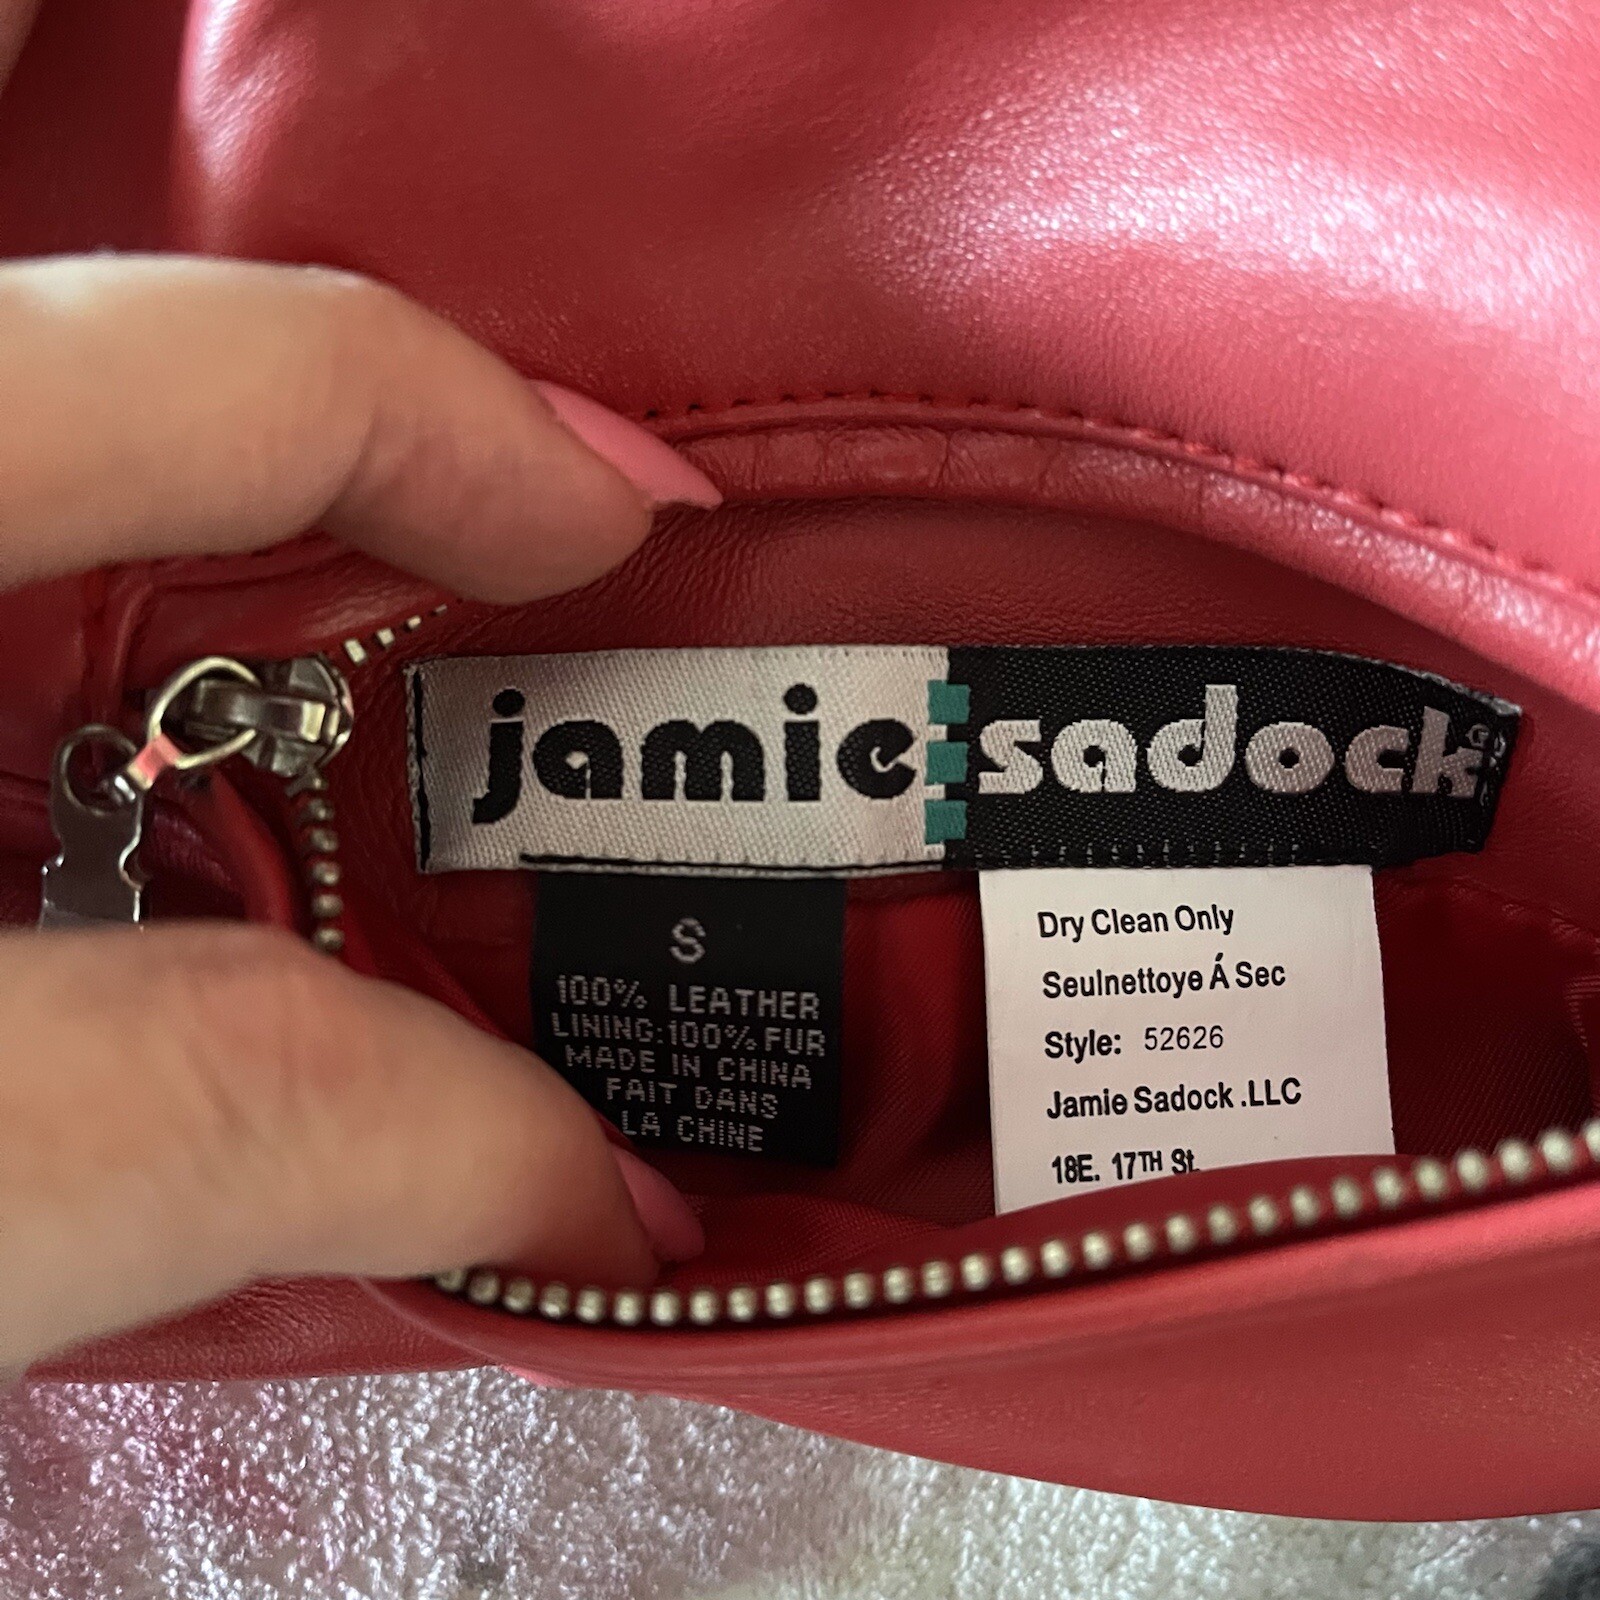 jamie sadock
S
100% LEATHER
LINING:100% FUR
MADE IN CHINA
FAIT DANS
LA CHINE
Dry Clean Only
Seulnettoye Á Sec
Style: 52626
Jamie Sadock .LLC
18E. 17TH St.